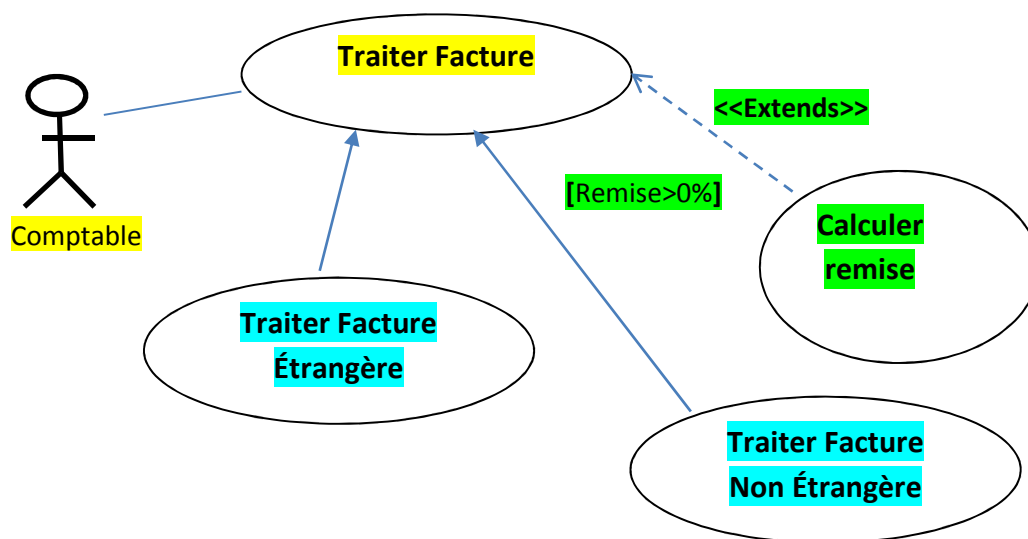 Traiter Facture
<<Extends>>
[Remise>0%]
Comptable
Calculer
remise
Traiter Facture
Étrangère
Traiter Facture
Non Étrangère